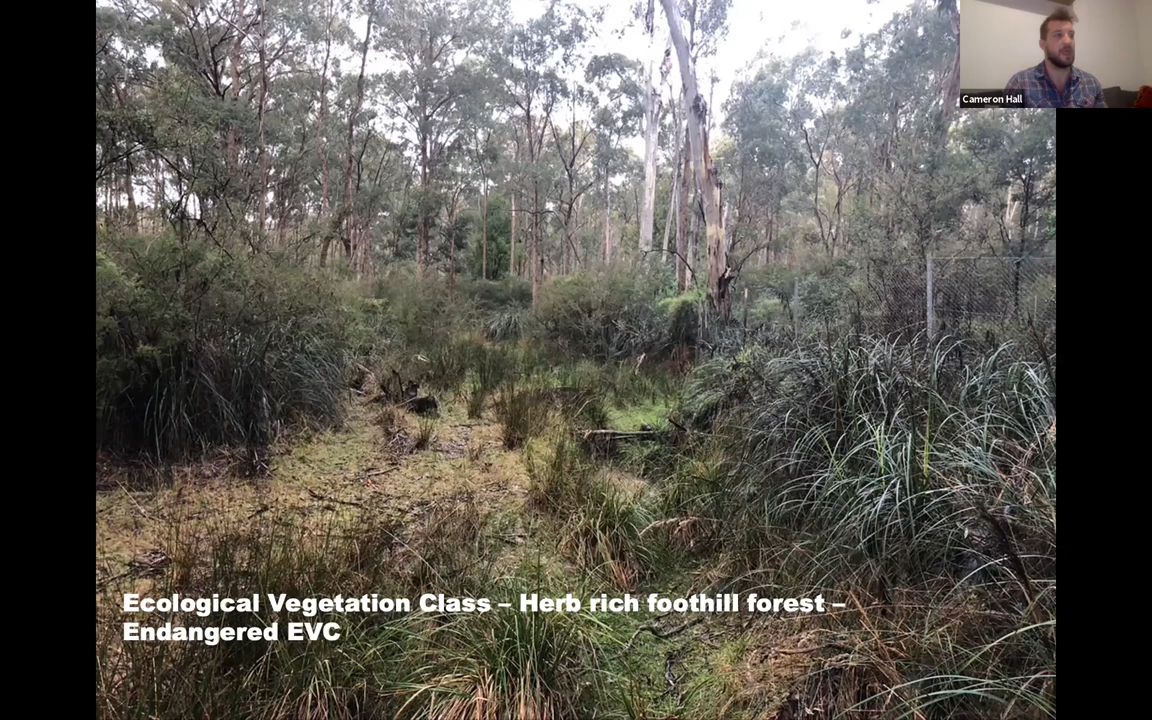 Cameron Hall
Ecological Vegetation Class – Herb rich foothill forest –
Endangered EVC